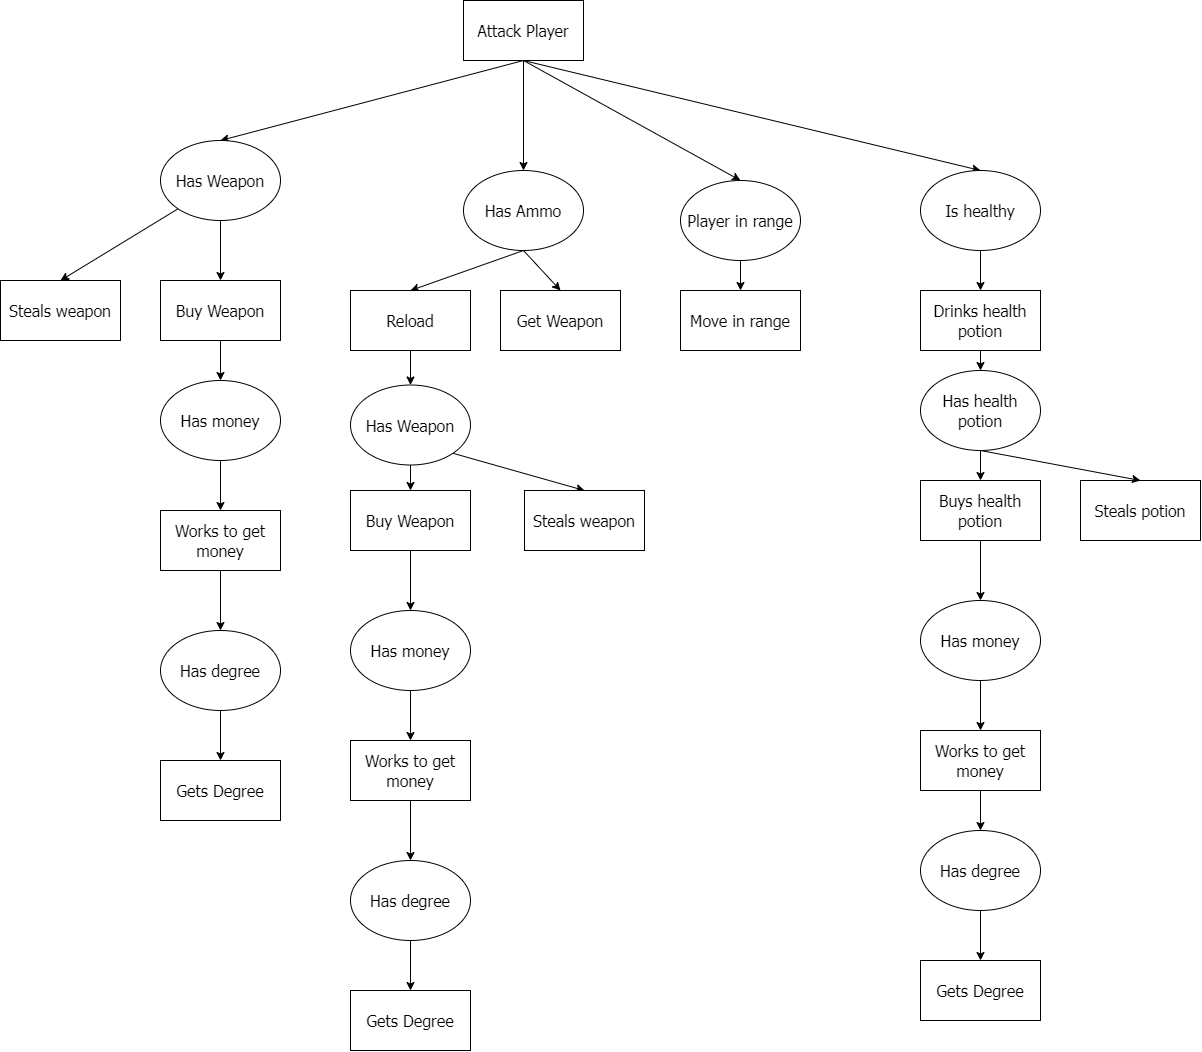 Attack Player
Has Weapon
Has Ammo
Player in range
Is healthy
Steals weapon
Buy Weapon
Reload
Get Weapon
Move in range
Drinks health
potion
Has money
Has Weapon
Has health
potion
Works to get
money
Buy Weapon
Steals weapon
Buys health
potion
Steals potion
Has degree
Has money
Has money
Gets Degree
Works to get
money
Works to get
money
Has degree
Has degree
Gets Degree
Gets Degree